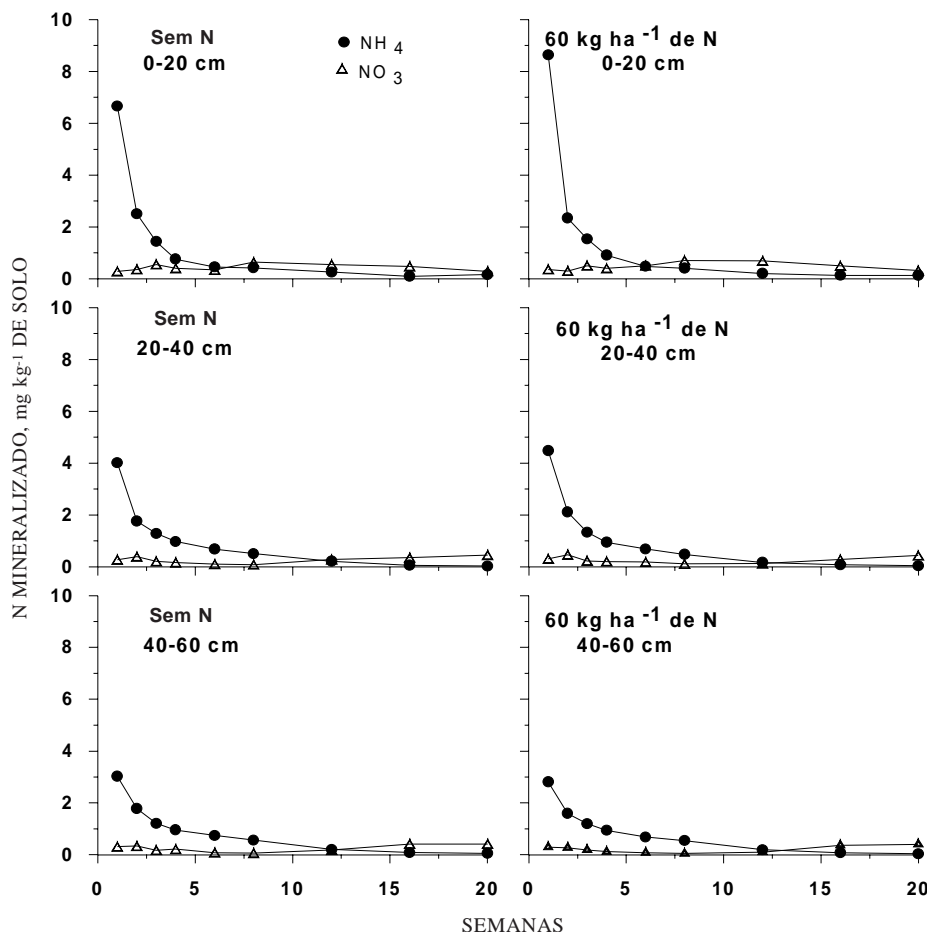 N MINERALIZADO, mg kg-1 DE SOLO
10
8
6
4
2
0
Sem N
0-20 cm
NH 4
NO 3
60 kg ha -1 de N
0-20 cm
10
8
6
4
2
0
Sem N
20-40 cm
60 kg ha -1 de N
20-40 cm
10
8
6
4
2
0
Sem N
40-60 cm
60 kg ha -1 de N
40-60 cm
0 5 10 15 20 0 5 10 15 20
SEMANAS